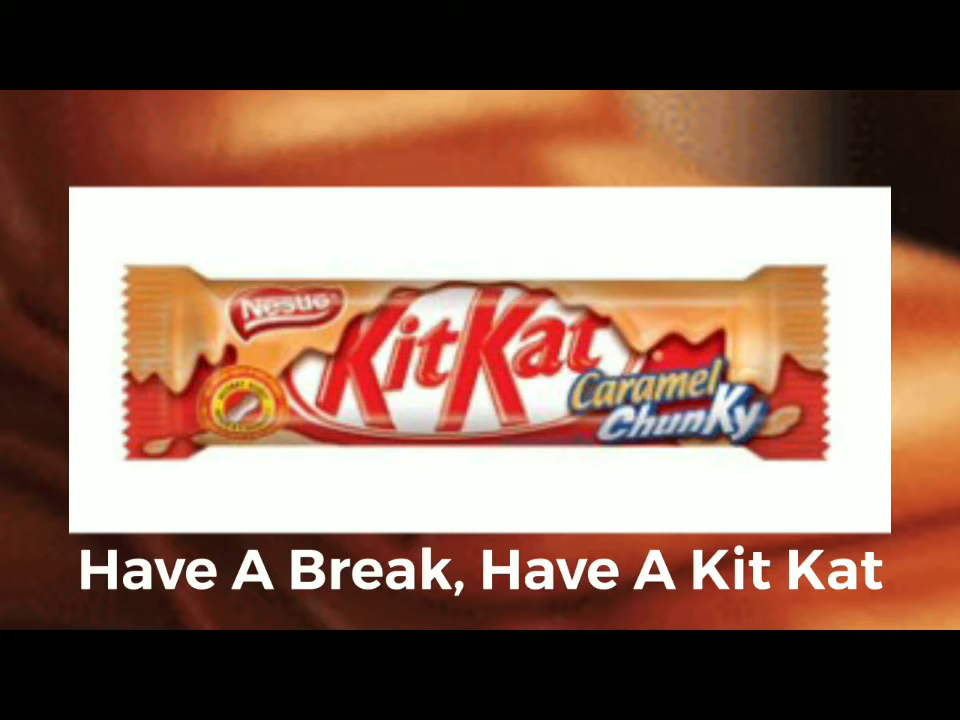 Nestlé
KitKat
Caramel
Chunky
Have A Break, Have A Kit Kat